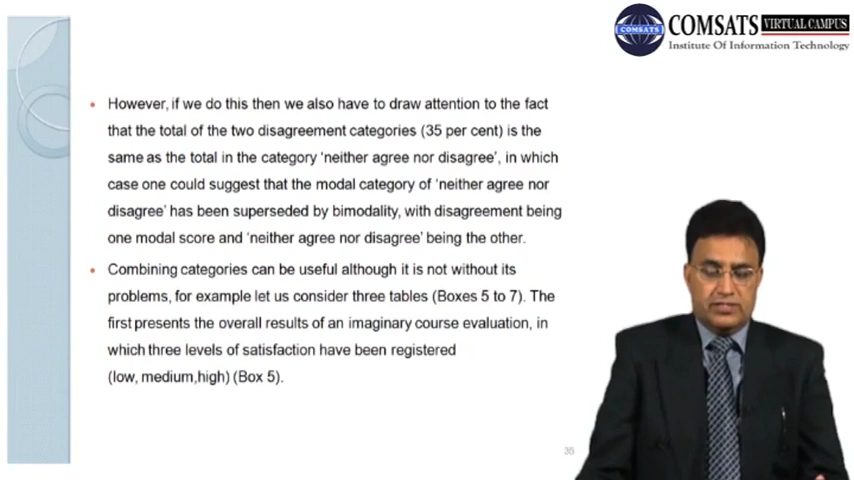 COMSATS VIRTUAL CAMPUS
COMSATS
Institute Of Information Technology
• However, if we do this then we also have to draw attention to the fact
that the total of the two disagreement categories (35 per cent) is the
same as the total in the category ‘neither agree nor disagree’, in which
case one could suggest that the modal category of ‘neither agree nor
disagree’ has been superseded by bimodality, with disagreement being
one modal score and ‘neither agree nor disagree’ being the other.
• Combining categories can be useful although it is not without its
problems, for example let us consider three tables (Boxes 5 to 7). The
first presents the overall results of an imaginary course evaluation, in
which three levels of satisfaction have been registered
(low, medium,high) (Box 5).
35